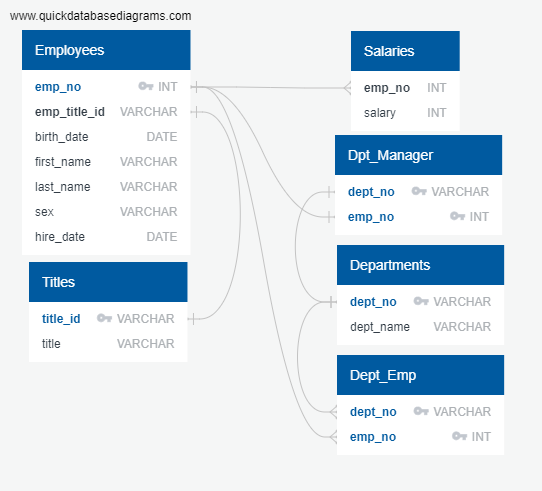 www.quickdatabasediagrams.com
Employees
emp_no INT
emp_title_id VARCHAR
birth_date DATE
first_name VARCHAR
last_name VARCHAR
sex VARCHAR
hire_date DATE
Titles
title_id VARCHAR
title VARCHAR
Salaries
emp_no INT
salary INT
Dpt_Manager
dept_no VARCHAR
emp_no INT
Departments
dept_no VARCHAR
dept_name VARCHAR
Dept_Emp
dept_no VARCHAR
emp_no INT